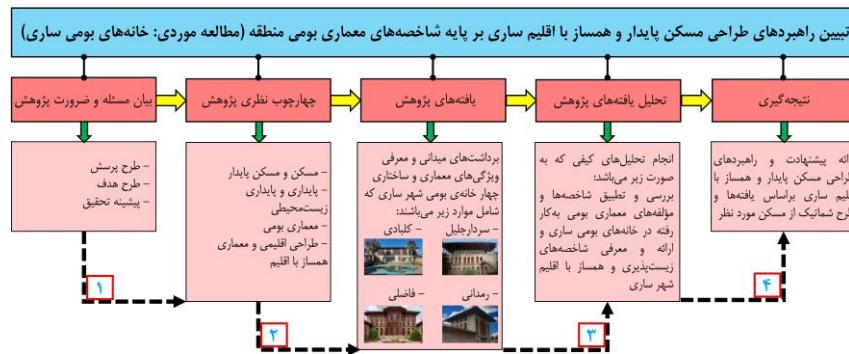 تبیین راهبردهای طراحی مسکن پایدار و همساز با اقلیم ساری بر پایه شاخصه‌های معماری بومی منطقه (مطالعه موردی: خانه‌های بومی ساری)
بیان مسئله و ضرورت پژوهش
چهارچوب نظری پژوهش
یافته‌های پژوهش
تحلیل یافته‌های پژوهش
نتیجه‌گیری
- طرح پرسش
- طرح هدف
- پیشینه تحقیق
- مسکن و مسکن پایدار
- پایداری و پایداری
زیست‌محیطی
- معماری بومی
- طراحی اقلیمی و معماری
همساز با اقلیم
برداشت‌های میدانی و معرفی
ویژگی‌های معماری و ساختاری
چهار خانه‌ی بومی شهر ساری که
شامل موارد زیر می‌باشند:
- سردارجلیل
- کلبادی
- رمدانی
- فاضلی
انجام تحلیل‌های کیفی که به
صورت زیر می‌باشد:
بررسی و تطبیق شاخصه‌ها و
مؤلفه‌های معماری بومی به‌کار
رفته در خانه‌های بومی ساری و
ارائه و معرفی شاخصه‌های
زیست‌پذیری و همساز با اقلیم
شهر ساری
ارائه پیشنهادت و راهبردهای
طراحی مسکن پایدار و همساز با
اقلیم ساری براساس یافته‌ها و
طرح شماتیک از مسکن مورد نظر
۱
۲
۳
۴